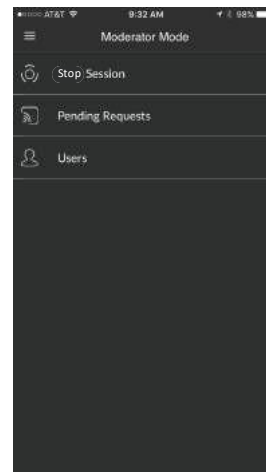 AT&T 9:32 AM 98%
Moderator Mode
Stop Session
Pending Requests
Users